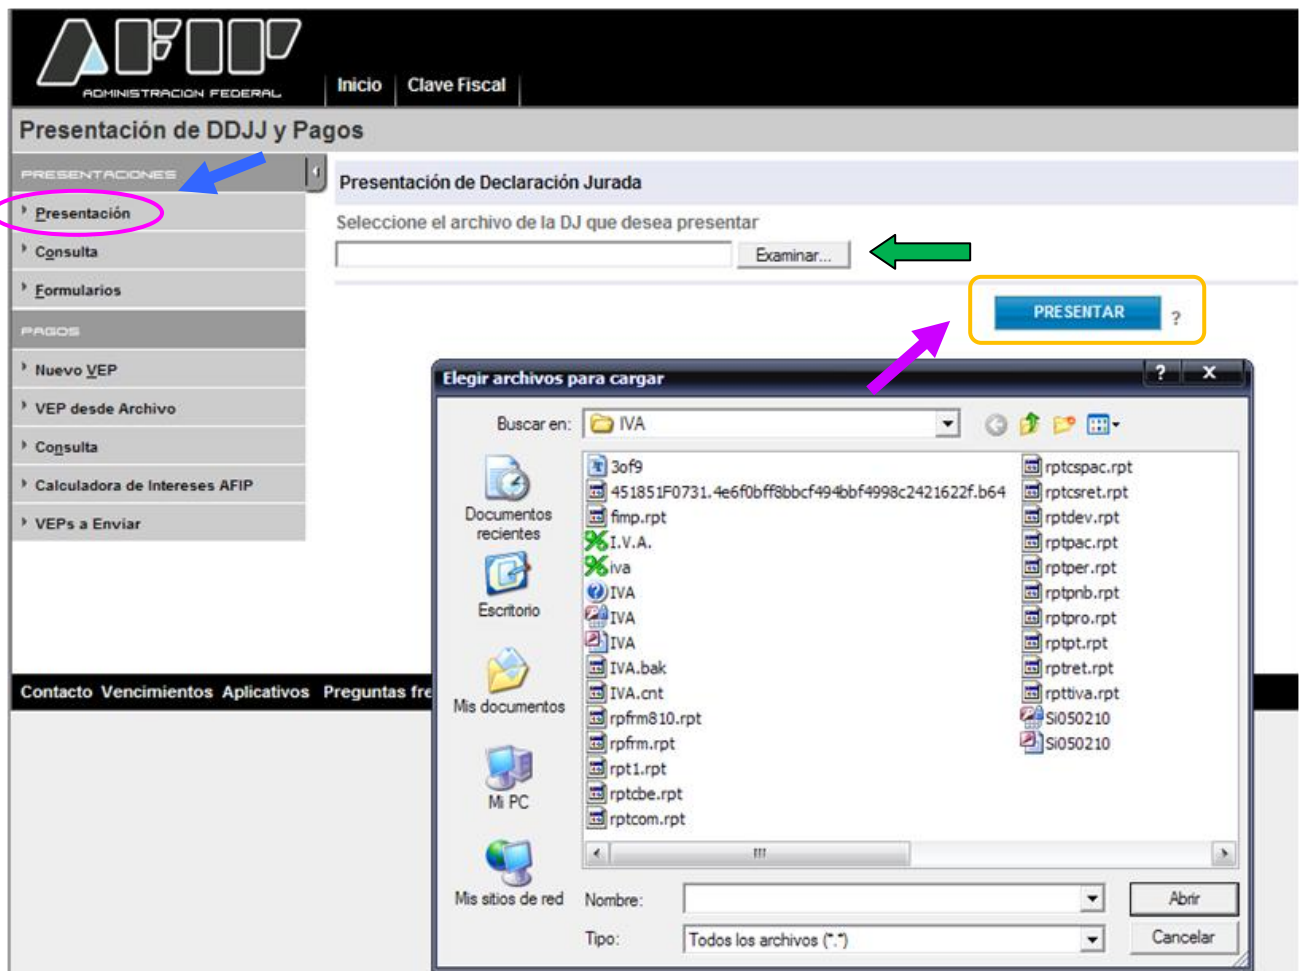 AFIP
ADMINISTRACION FEDERAL
Inicio
Clave Fiscal
Presentación de DDJJ y Pagos
PRESENTACIONES
Presentación
Consulta
Formularios
PAGOS
Nuevo VEP
VEP desde Archivo
Consulta
Calculadora de Intereses AFIP
VEPs a Enviar
Presentación de Declaración Jurada
Seleccione el archivo de la DJ que desea presentar
Examinar...
PRESENTAR
?
Elegir archivos para cargar
? X
Buscar en:
IVA
Documentos
recientes
Escritorio
Mis documentos
Mi PC
Mis sitios de red
3of9
451851F0731.4e6f0bff8bbcf494bbf4998c2421622f.b64
fimp.rpt
I.V.A.
iva
IVA
IVA
IVA
IVA.bak
IVA.cnt
rpfrm810.rpt
rpfrm.rpt
rpt1.rpt
rptcbe.rpt
rptcom.rpt
rptcspac.rpt
rptcsret.rpt
rptdev.rpt
rptpac.rpt
rptper.rpt
rptpnb.rpt
rptpro.rpt
rptpt.rpt
rptret.rpt
rpttiva.rpt
Si050210
Si050210
Nombre:
Abrir
Tipo:
Todos los archivos (*.*)
Cancelar
Contacto Vencimientos Aplicativos Preguntas fre